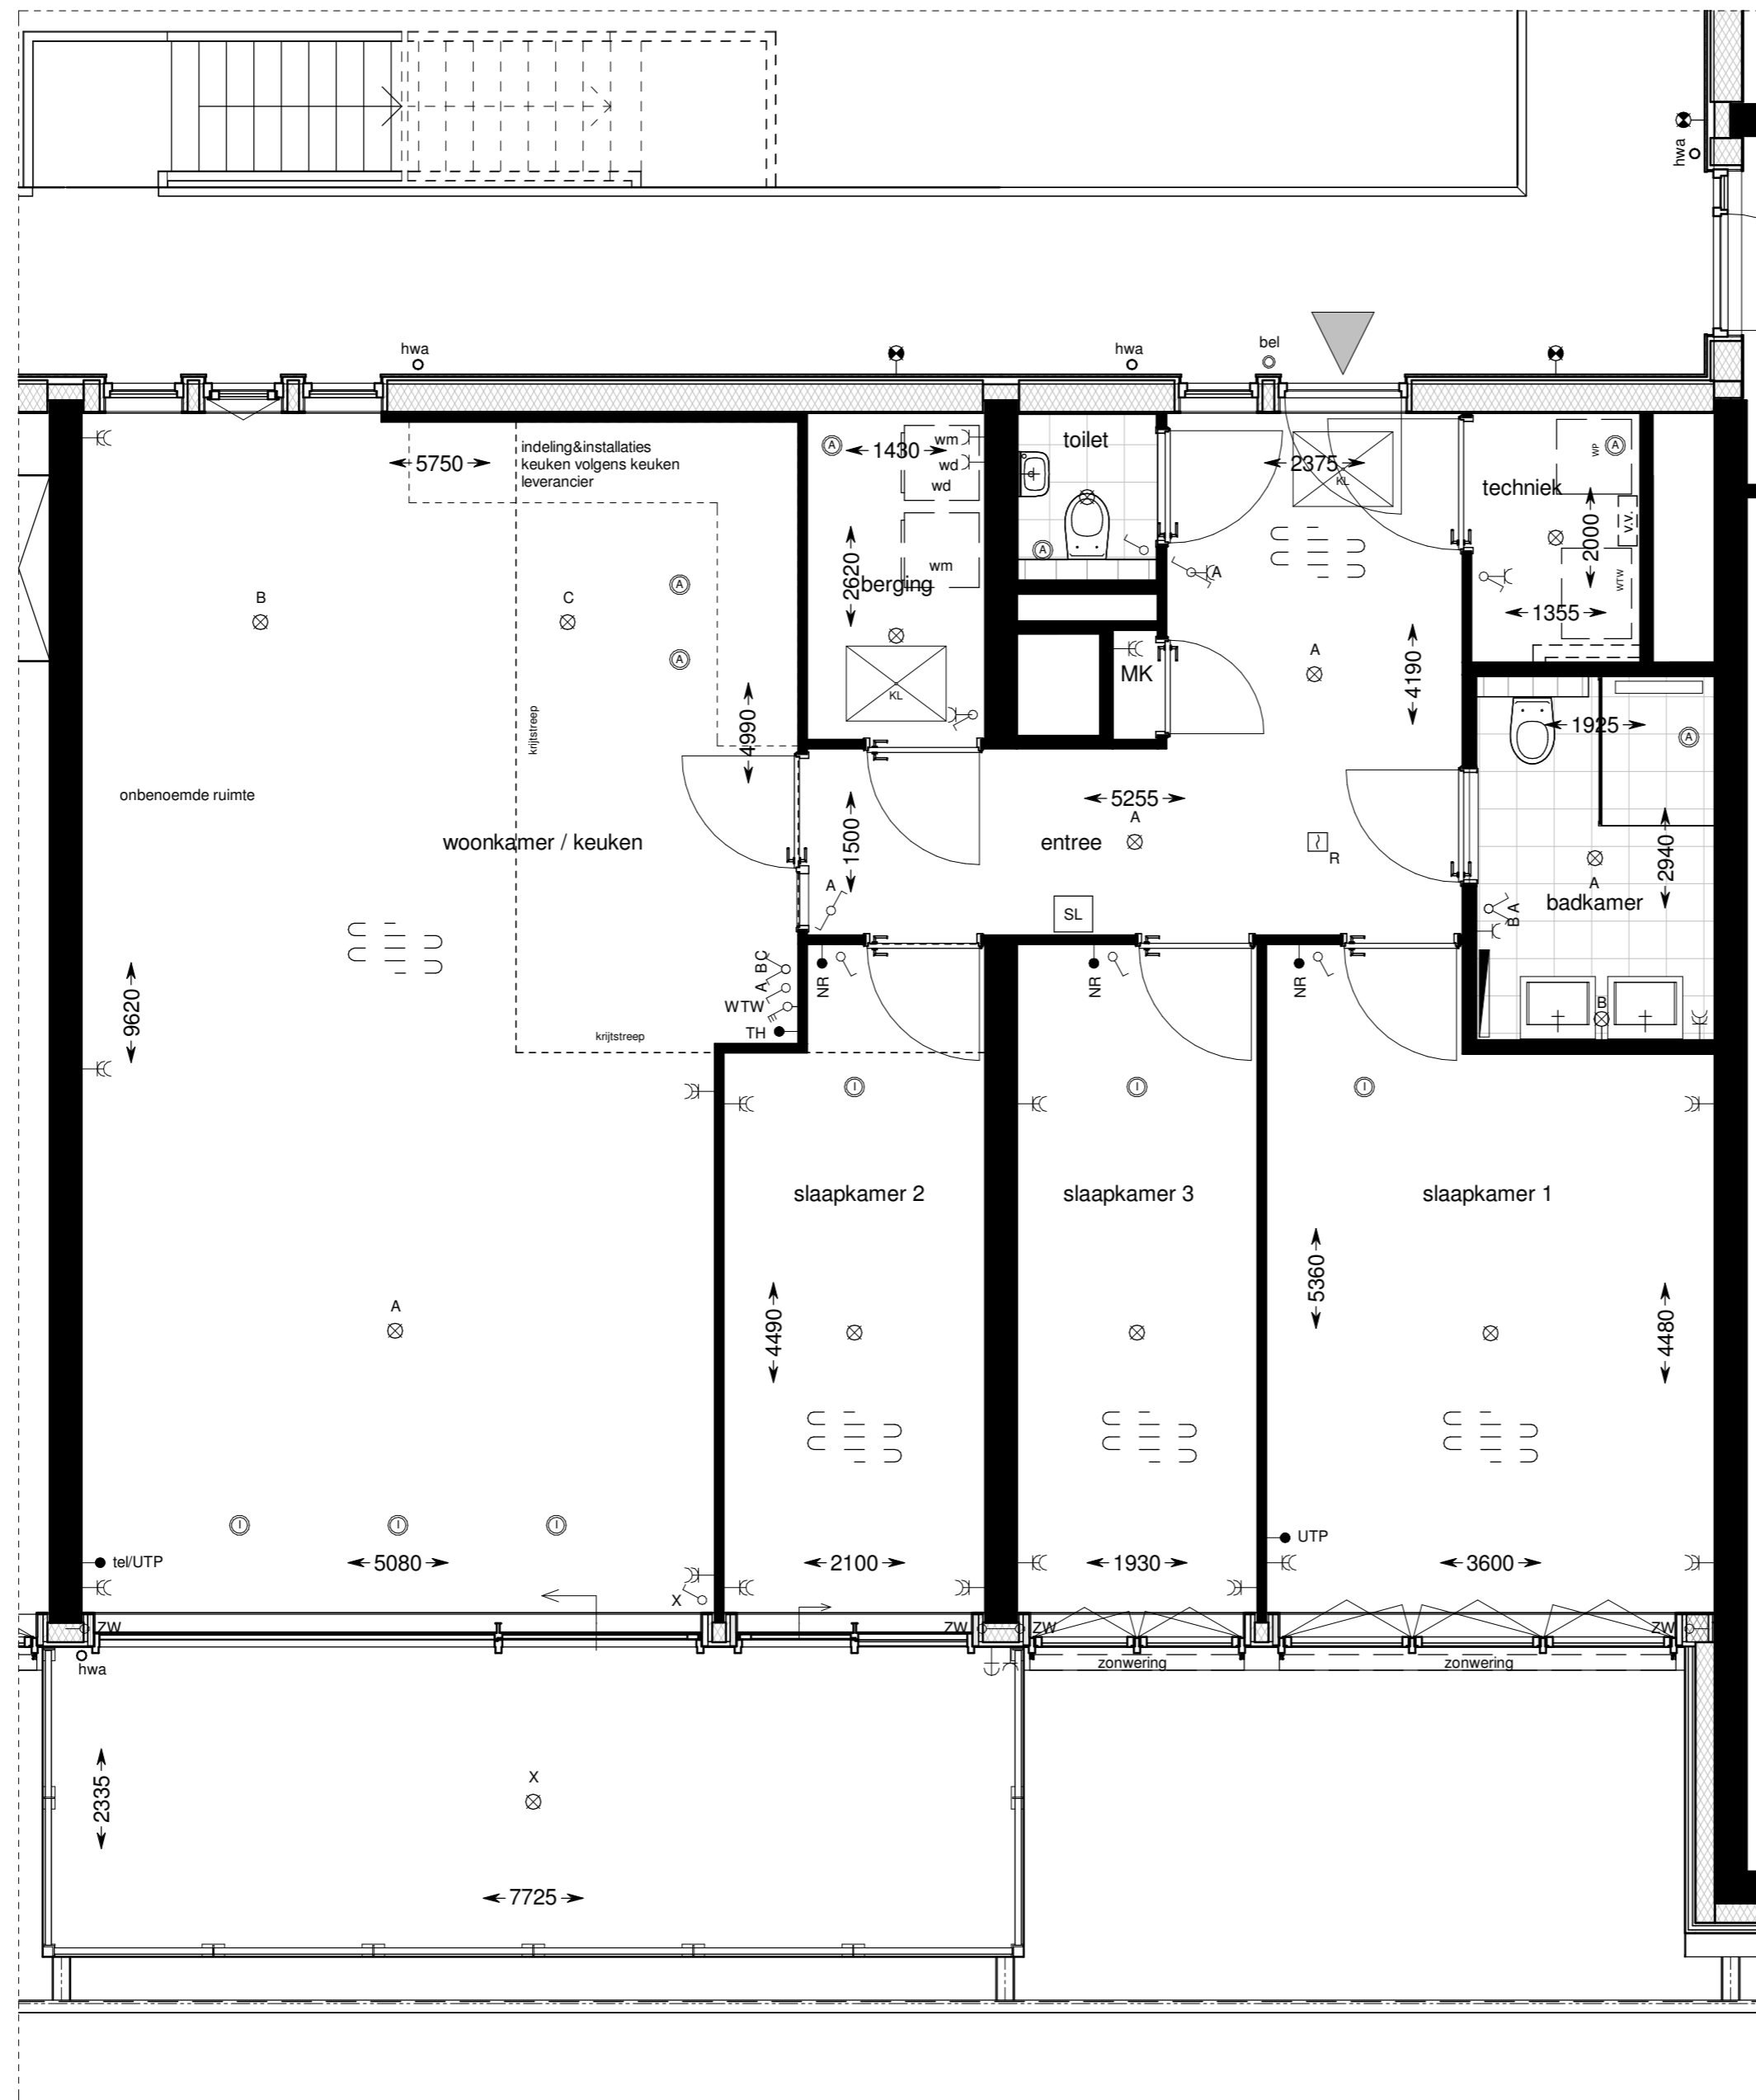 hwa
hwa
hwa
bel
5750
indeling&installaties
keuken volgens keuken
leverancier
1430
wm
wd
wd
wm
toilet
2375
KL
techniek
WP
v.v.
2000
WTW
1355
B
C
A
A
A
2620
berging
A
A
A
A
MK
4190
KL
krijtstreep
4990
1925
A
onbenoemde ruimte
woonkamer / keuken
1500
5255
A
entree
R
2940
A
badkamer
A
SL
B A
A B C
WTW
TH
NR
NR
NR
B
9620
krijtstreep
I
I
I
slaapkamer 2
slaapkamer 3
slaapkamer 1
5360
4490
4480
A
I
I
I
tel/UTP
UTP
5080
2100
1930
3600
X
ZW
ZW
ZW
ZW
hwa
zonwering
zonwering
2335
X
7725